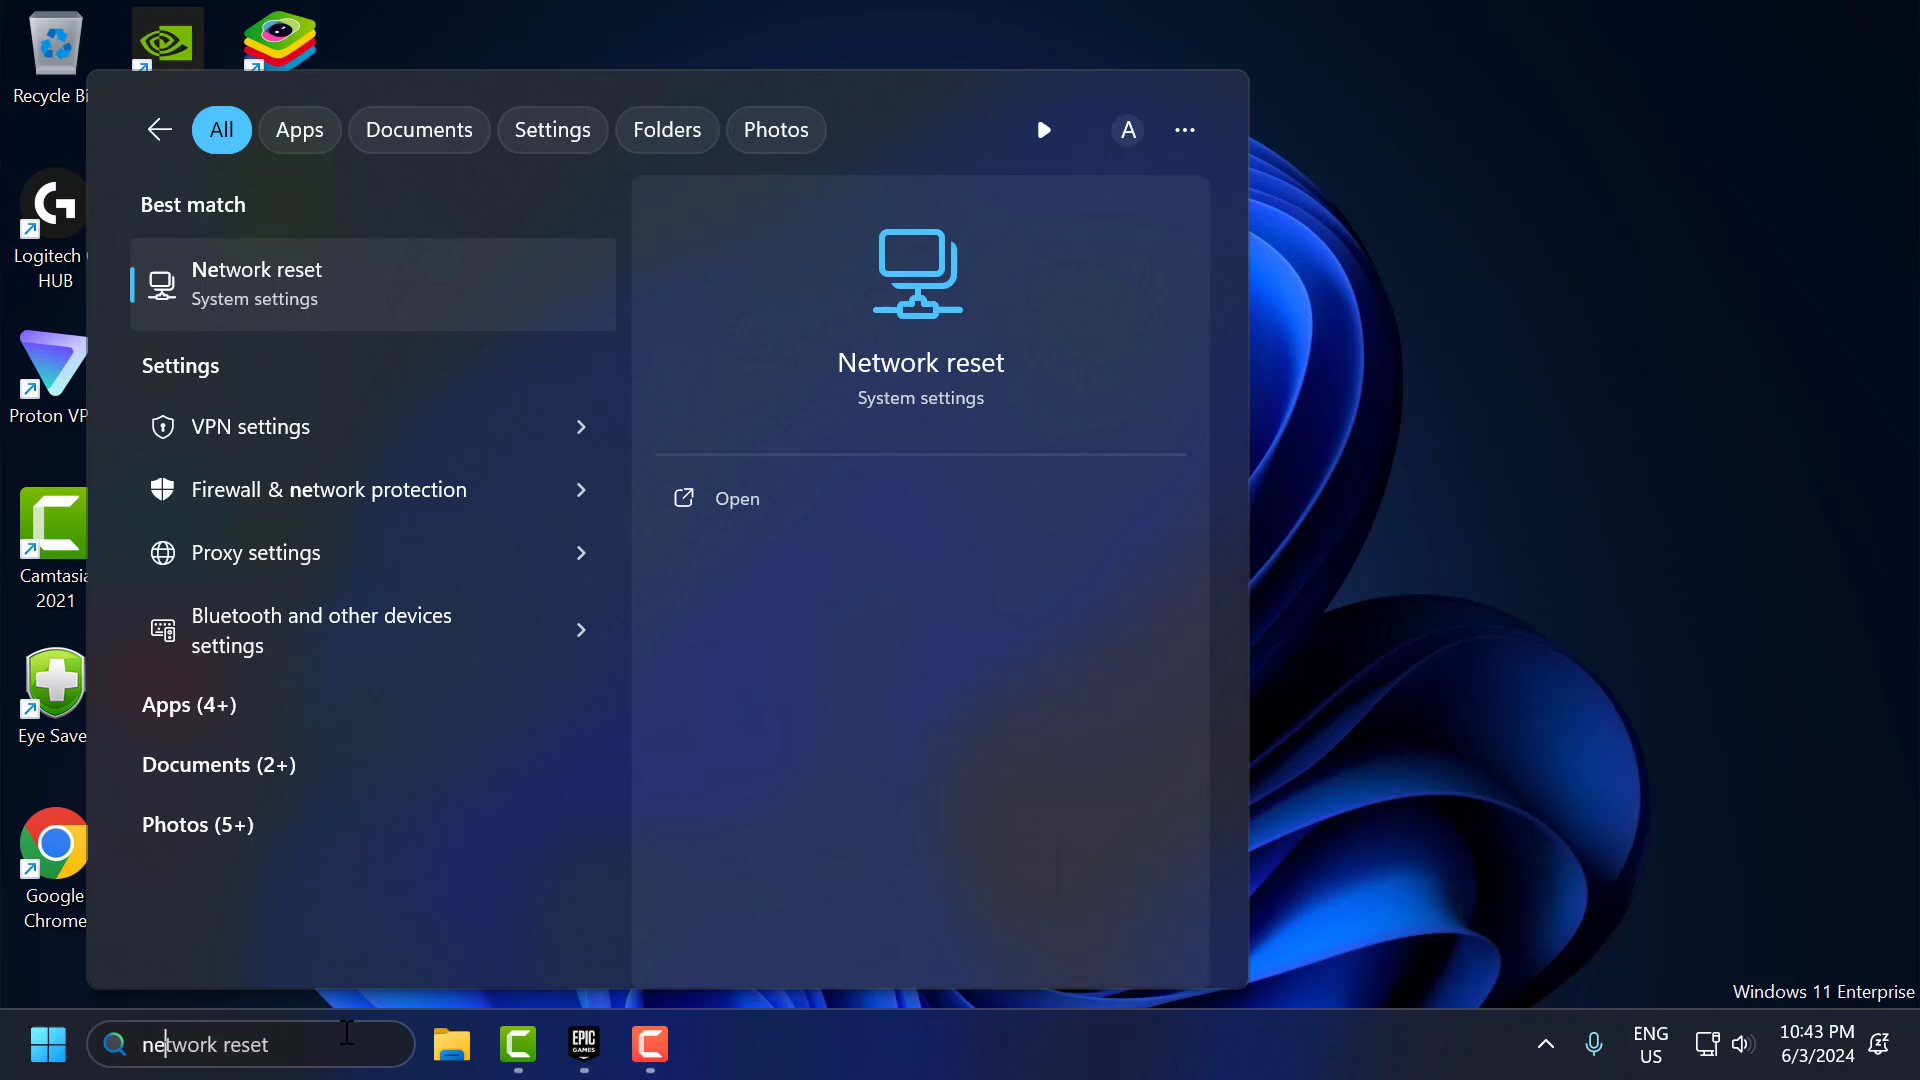 Recycle Bi
Logitech
HUB
Proton VP
Camtasia
2021
Eye Save
Google
Chrome
All
Apps
Documents
Settings
Folders
Photos
A
Best match
Network reset
System settings
Settings
VPN settings
Firewall & network protection
Proxy settings
Bluetooth and other devices
settings
Apps (4+)
Documents (2+)
Photos (5+)
Network reset
System settings
Open
Windows 11 Enterprise
network reset
EPIC
GAMES
ENG
US
10:43 PM
6/3/2024